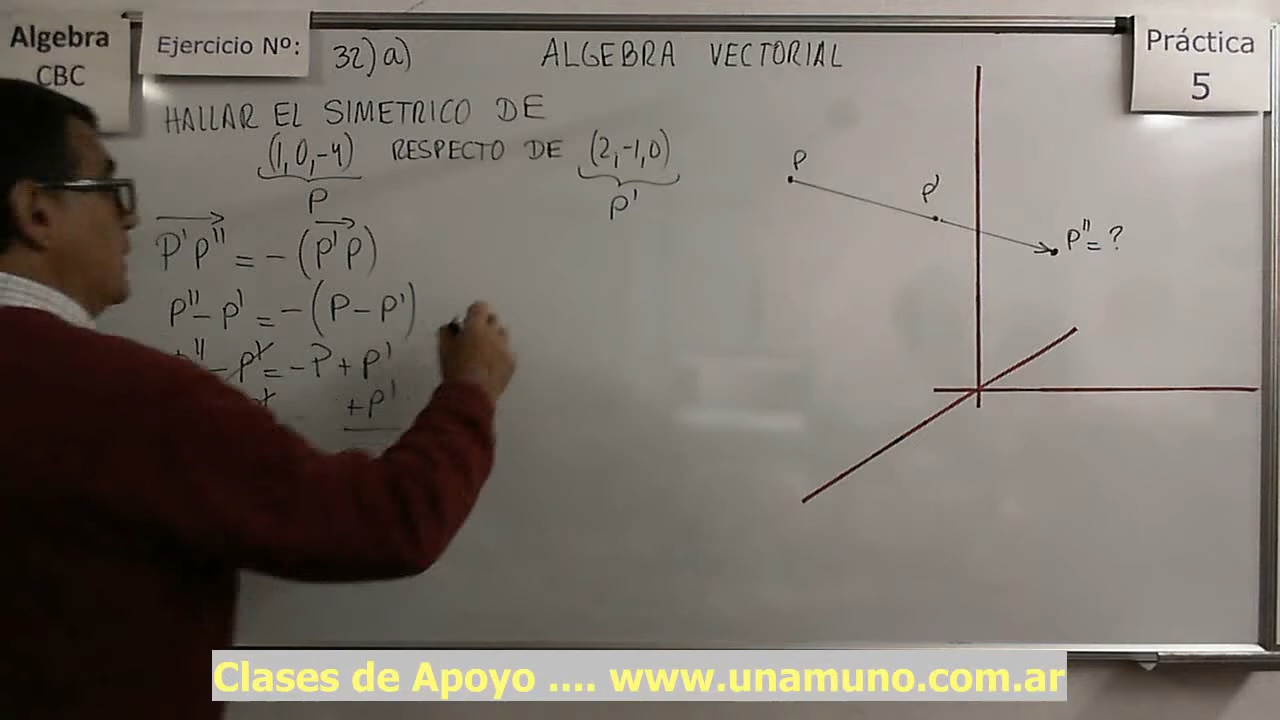 Algebra
CBC
Ejercicio Nº:
32) a)
ALGEBRA VECTORIAL
Práctica
5
HALLAR EL SIMETRICO DE
(1, 0, -4) RESPECTO DE (2, -1, 0)
P P'
P'P'' = - (P'P)
P'' - P' = - (P - P')
'' - P' = - P + P'
+ P'
P
P'
P'' = ?
Clases de Apoyo .... www.unamuno.com.ar